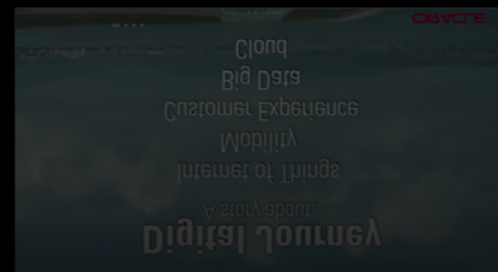 Digital Journey
A story about..
Internet of Things
Mobility
Customer Experience
Big Data
Cloud
ORACLE